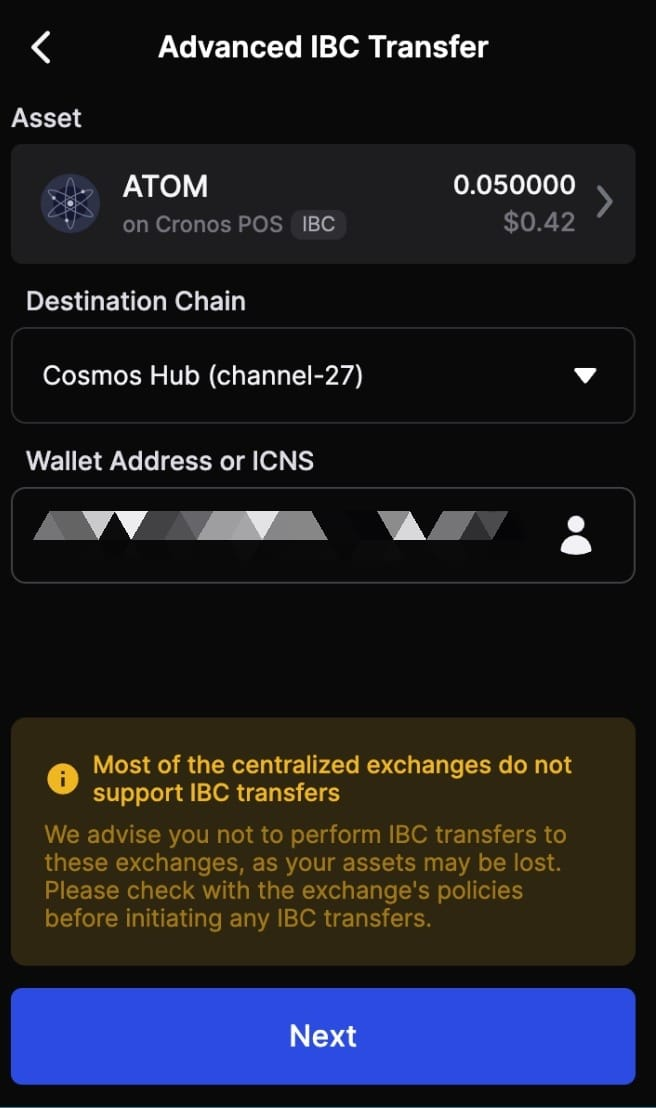 Advanced IBC Transfer
Asset
ATOM
0.050000
on Cronos POS IBC
$0.42
Destination Chain
Cosmos Hub (channel-27)
Wallet Address or ICNS
Most of the centralized exchanges do not
support IBC transfers
We advise you not to perform IBC transfers to
these exchanges, as your assets may be lost.
Please check with the exchange's policies
before initiating any IBC transfers.
Next